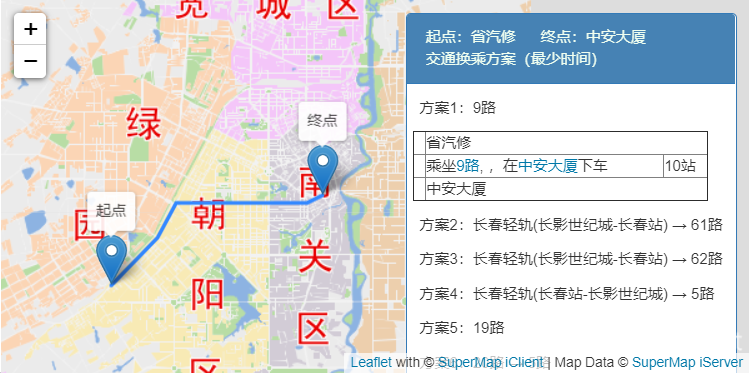 +
−
宽城区
绿园
朝阳区
南关区
起点
终点
起点：省汽修 终点：中安大厦
交通换乘方案（最少时间）
方案1：9路
省汽修
乘坐9路, ，在中安大厦下车 10站
中安大厦
方案2：长春轻轨(长影世纪城-长春站) → 61路
方案3：长春轻轨(长影世纪城-长春站) → 62路
方案4：长春轻轨(长春站-长影世纪城) → 5路
方案5：19路
Leaflet with © SuperMap iClient | Map Data © SuperMap iServer